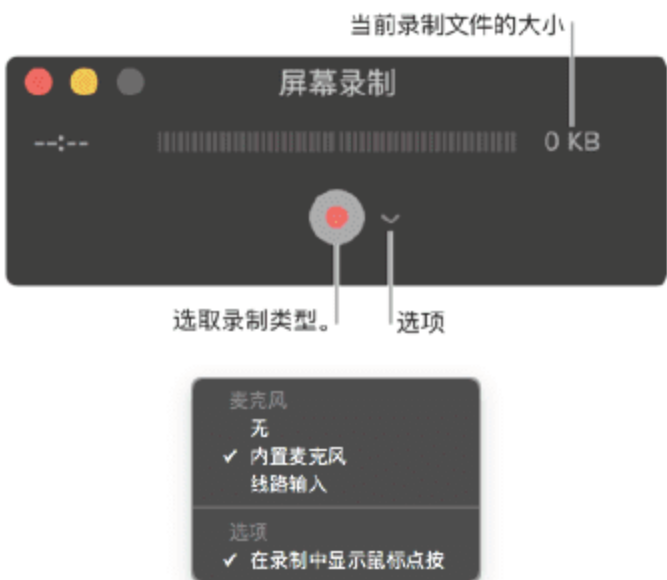 当前录制文件的大小
屏幕录制
--:-- 0 KB
选取录制类型。 选项
麦克风
无
✓ 内置麦克风
线路输入
选项
✓ 在录制中显示鼠标点按